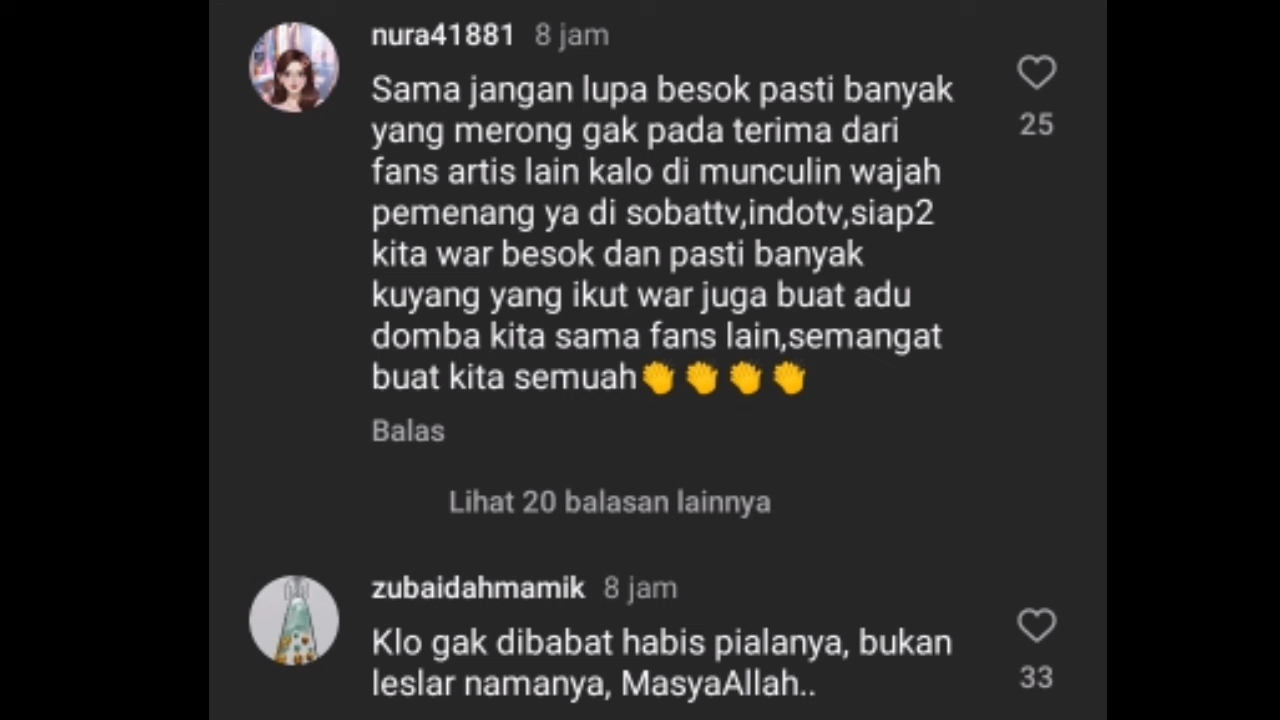 nura41881 8 jam
Sama jangan lupa besok pasti banyak
yang merong gak pada terima dari
fans artis lain kalo di munculin wajah
pemenang ya di sobattv,indotv,siap2
kita war besok dan pasti banyak
kuyang yang ikut war juga buat adu
domba kita sama fans lain,semangat
buat kita semuah👏👏👏👏
25
Balas
Lihat 20 balasan lainnya
zubaidahmamik 8 jam
Klo gak dibabat habis pialanya, bukan
leslar namanya, MasyaAllah..
33